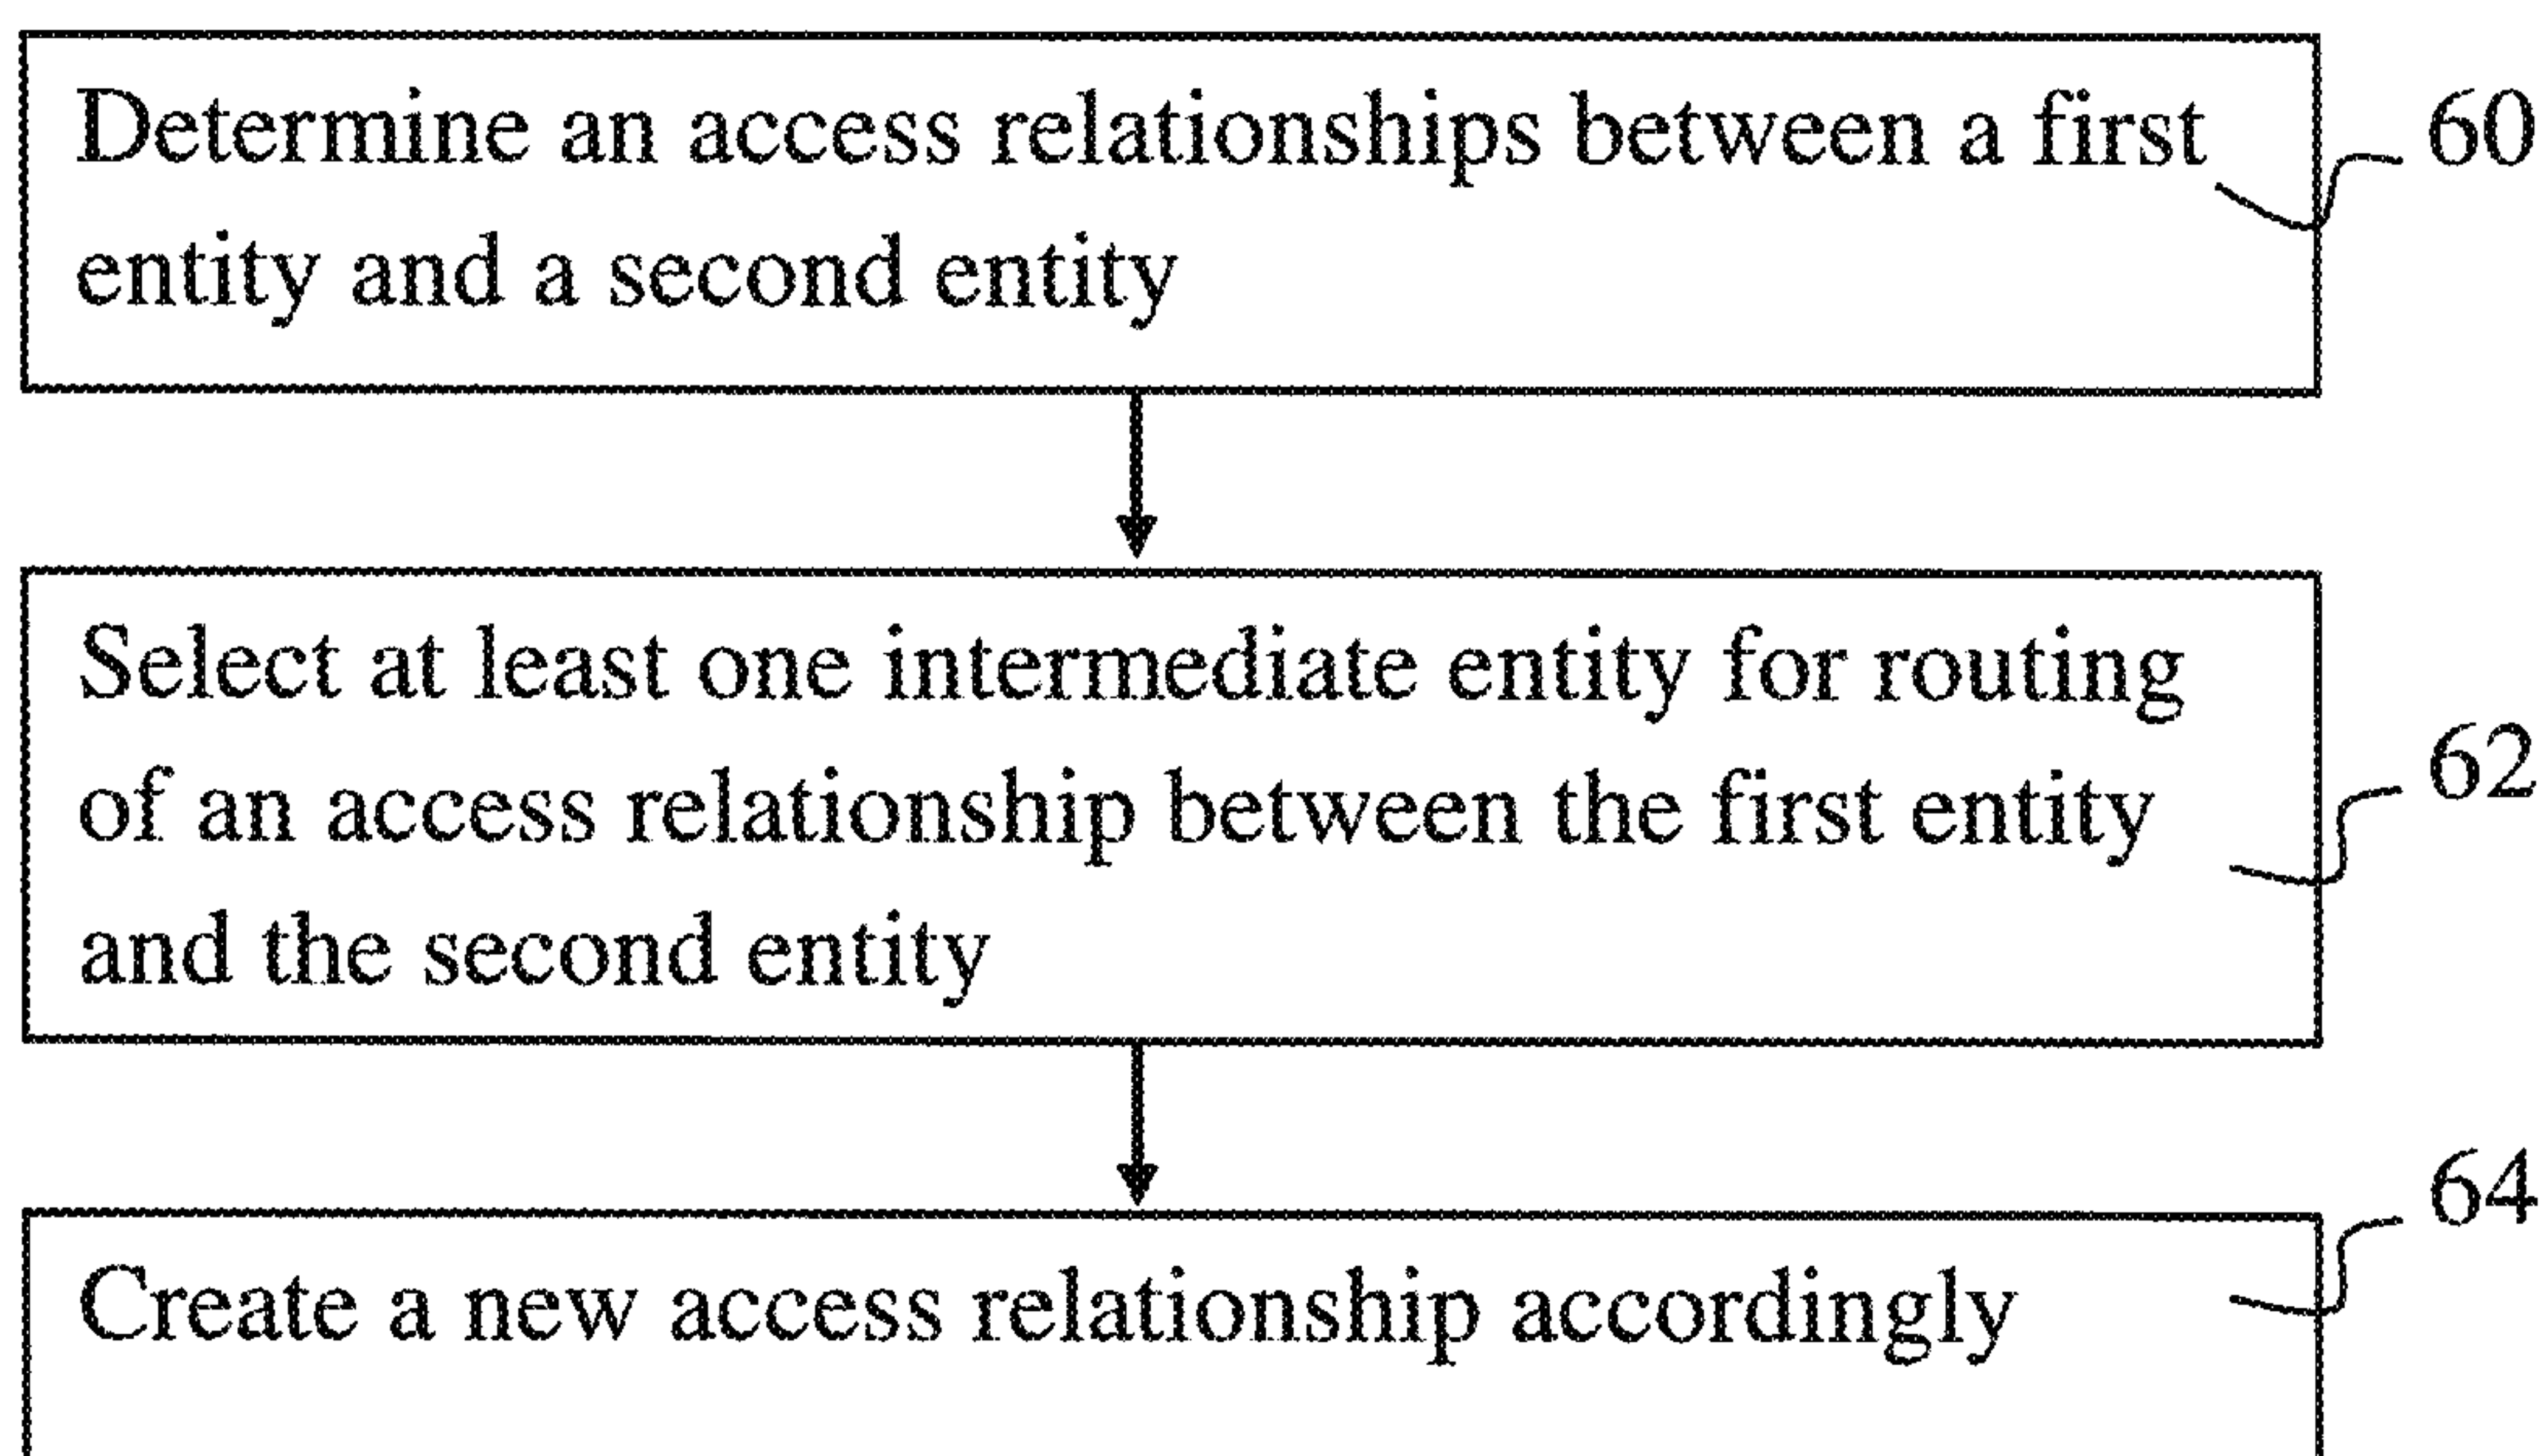 Determine an access relationships between a first
60
entity and a second entity
Select at least one intermediate entity for routing
62
of an access relationship between the first entity
and the second entity
64
Create a new access relationship accordingly